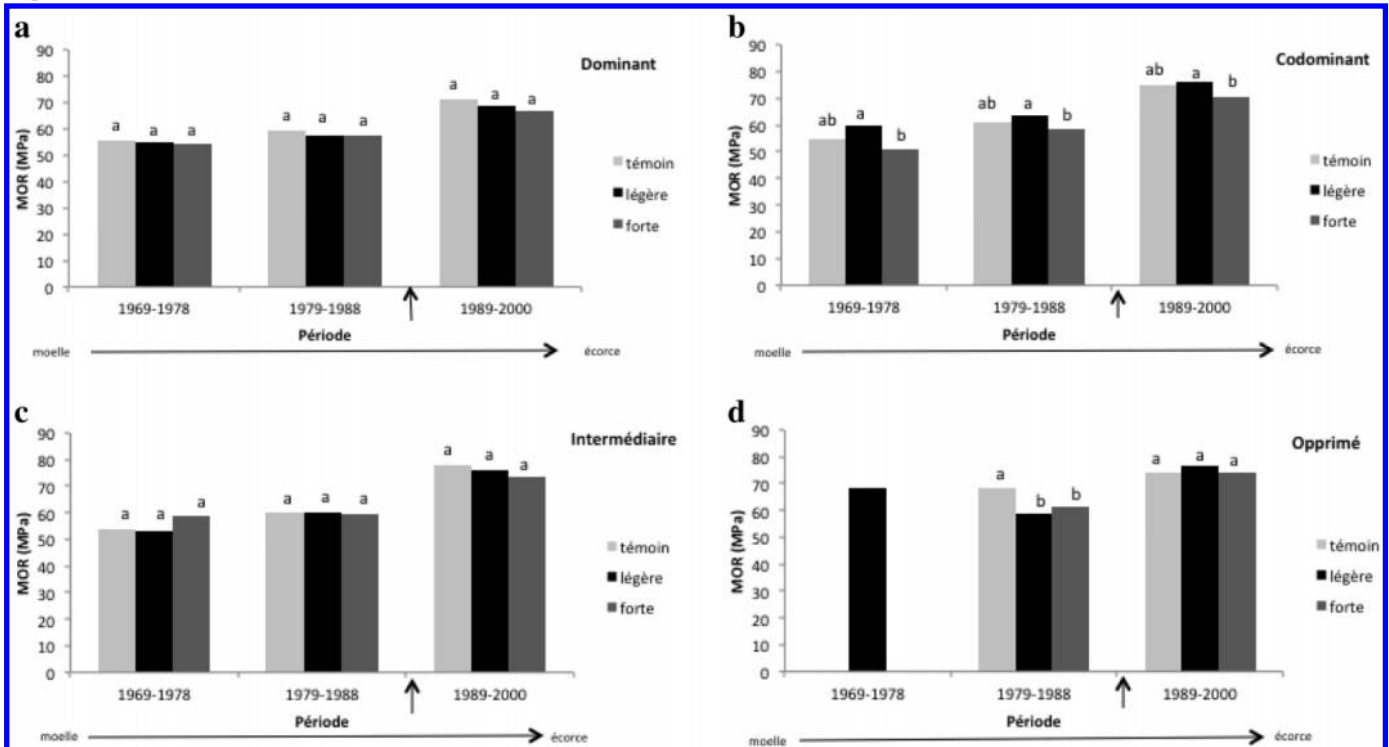 a
Dominant
MOR (MPa)
90
80
70
60
50
40
30
20
10
0
a a a
a a a
a a a
témoin
légère
forte
1969-1978 1979-1988 1989-2000
Période
moelle écorce
b
Codominant
MOR (MPa)
90
80
70
60
50
40
30
20
10
0
ab a b
ab a b
ab a b
témoin
légère
forte
1969-1978 1979-1988 1989-2000
Période
moelle écorce
c
Intermédiaire
MOR (MPa)
90
80
70
60
50
40
30
20
10
0
a a a
a a a
a a a
témoin
légère
forte
1969-1978 1979-1988 1989-2000
Période
moelle écorce
d
Opprimé
MOR (MPa)
90
80
70
60
50
40
30
20
10
0
a b b
a a a
témoin
légère
forte
1969-1978 1979-1988 1989-2000
Période
moelle écorce